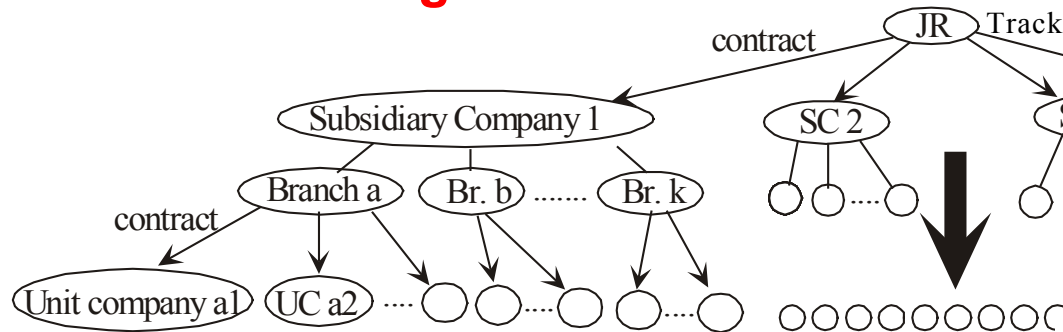 JR Track
contract
Subsidiary Company 1 SC 2
Branch a Br. b ....... Br. k ....
contract
Unit company a1 UC a2 .... .... ....